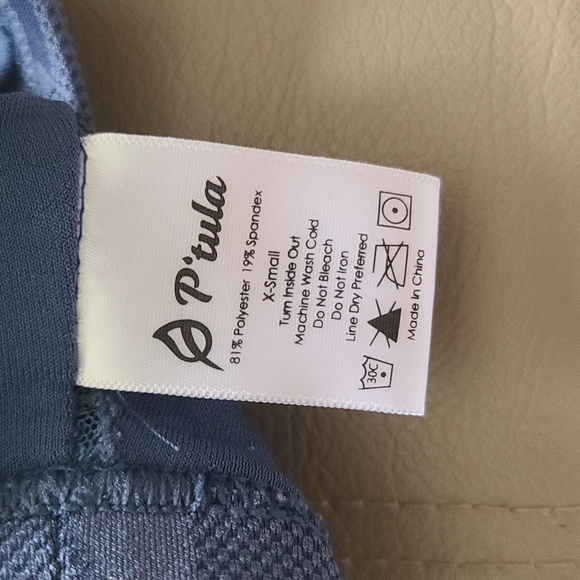 P'tula
81% Polyester 19% Spandex
X-Small
Turn Inside Out
Machine Wash Cold
Do Not Bleach
Do Not Iron
Line Dry Preferred
30C
Made In China